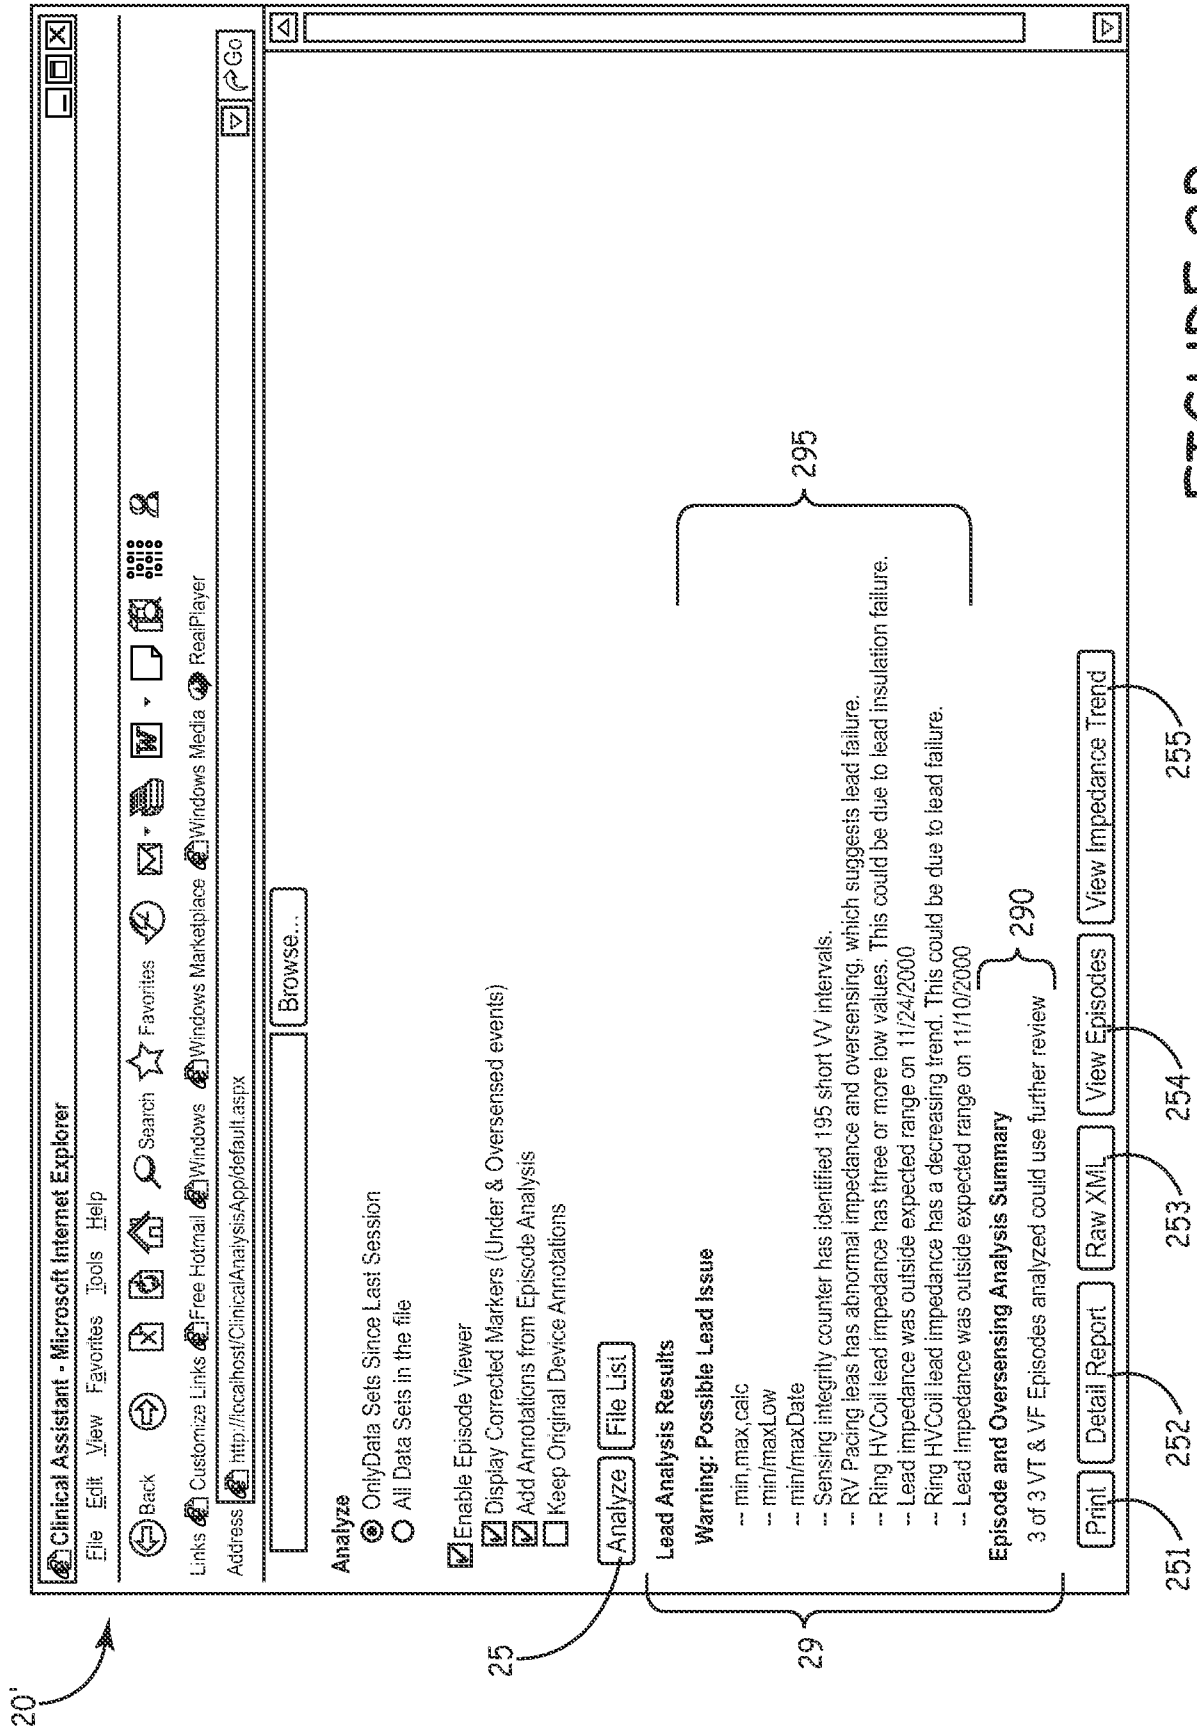 20'
Clinical Assistant - Microsoft Internet Explorer
File Edit View Favorites Tools Help
Back Search Favorites W 01010 01010
Links Customize Links Free Hotmail Windows Windows Marketplace Windows Media RealPlayer
Address http://localhost/ClinicalAnalysisApp/default.aspx Go
Browse...
Analyze
OnlyData Sets Since Last Session
All Data Sets in the file
Enable Episode Viewer
Display Corrected Markers (Under & Oversensed events)
Add Annotations from Episode Analysis
Keep Original Device Annotations
25
Analyze File List
29
Lead Analysis Results
Warning: Possible Lead Issue
-- min,max,calc
-- min/maxLow
-- min/maxDate
-- Sensing integrity counter has identified 195 short VV intervals.
-- RV Pacing leas has abnormal impedance and oversensing, which suggests lead failure.
-- Ring HVCoil lead impedance has three or more low values. This could be due to lead insulation failure.
-- Lead impedance was outside expected range on 11/24/2000
-- Ring HVCoil lead impedance has a decreasing trend. This could be due to lead failure.
-- Lead Impedance was outside expected range on 11/10/2000
295
Episode and Oversensing Analysis Summary
3 of 3 VT & VF Episodes analyzed could use further review
290
Print Detail Report Raw XML View Episodes View Impedance Trend
251 252 253 254 255